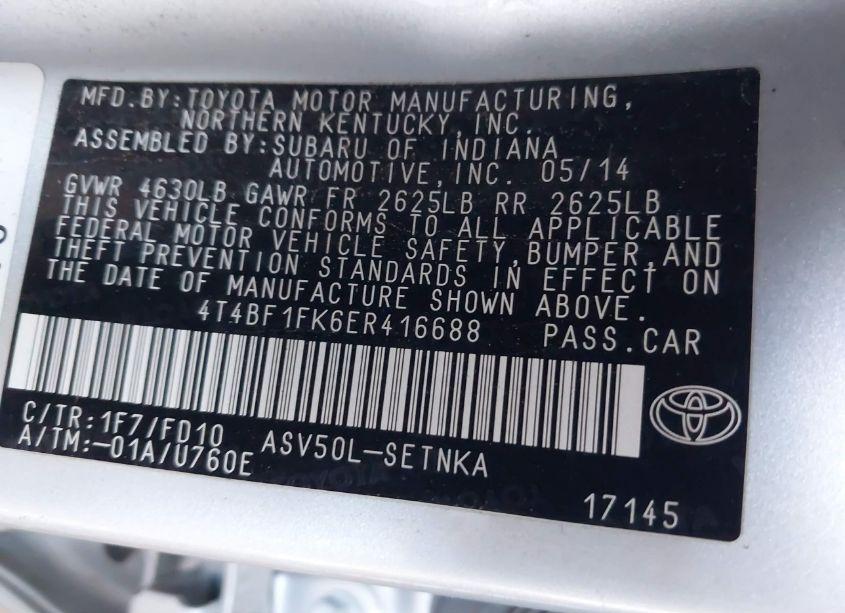 MFD.BY:TOYOTA MOTOR MANUFACTURING,
NORTHERN KENTUCKY,INC.
ASSEMBLED BY:SUBARU OF INDIANA
AUTOMOTIVE,INC. 05/14
GVWR 4630LB GAWR FR 2625LB RR 2625LB
THIS VEHICLE CONFORMS TO ALL APPLICABLE
FEDERAL MOTOR VEHICLE SAFETY,BUMPER,AND
THEFT PREVENTION STANDARDS IN EFFECT ON
THE DATE OF MANUFACTURE SHOWN ABOVE.
4T4BF1FK6ER416688 PASS.CAR
C/TR:1F7/FD10
A/TM:-01A/U760E ASV50L-SETNKA
17145